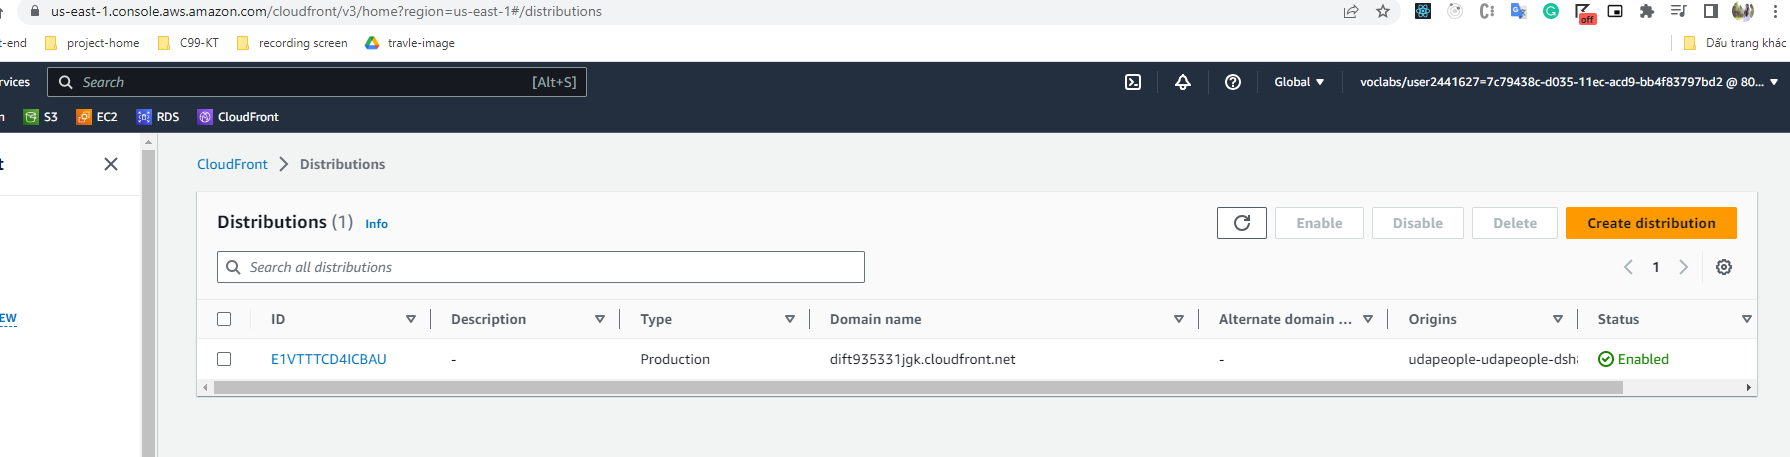 us-east-1.console.aws.amazon.com/cloudfront/v3/home?region=us-east-1#/distributions
off
t-end project-home C99-KT recording screen travle-image Dấu trang khác
rvices Search [Alt+S] Global voclabs/user2441627=7c79438c-d035-11ec-acd9-bb4f83797bd2 @ 80...
n S3 EC2 RDS CloudFront
t CloudFront Distributions
Distributions (1) Info Enable Disable Delete Create distribution
Search all distributions 1
EW ID Description Type Domain name Alternate domain ... Origins Status
E1VTTTCD4ICBAU - Production dift935331jgk.cloudfront.net - udapeople-udapeople-dsh Enabled